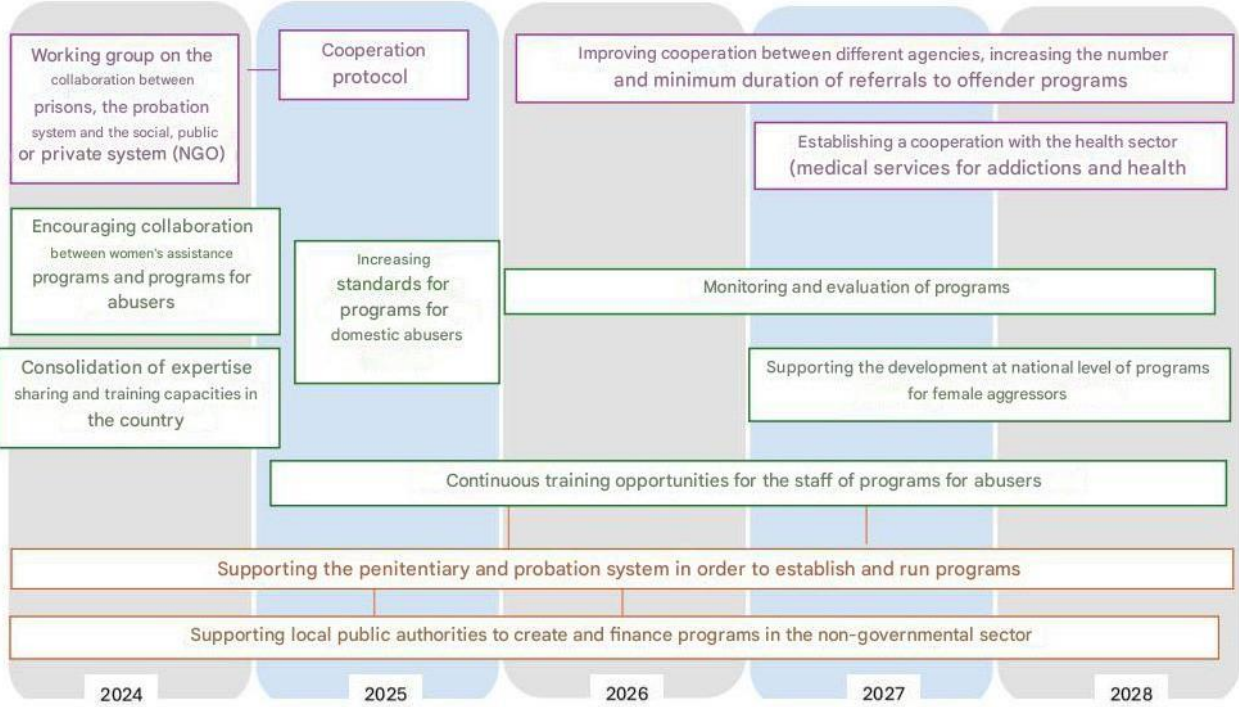 Working group on the
collaboration between
prisons, the probation
system and the social, public
or private system (NGO)
Cooperation
protocol
Improving cooperation between different agencies, increasing the number
and minimum duration of referrals to offender programs
Establishing a cooperation with the health sector
(medical services for addictions and health
Encouraging collaboration
between women's assistance
programs and programs for
abusers
Increasing
standards for
programs for
domestic abusers
Monitoring and evaluation of programs
Consolidation of expertise
sharing and training capacities in
the country
Supporting the development at national level of programs
for female aggressors
Continuous training opportunities for the staff of programs for abusers
Supporting the penitentiary and probation system in order to establish and run programs
Supporting local public authorities to create and finance programs in the non-governmental sector
2024
2025
2026
2027
2028